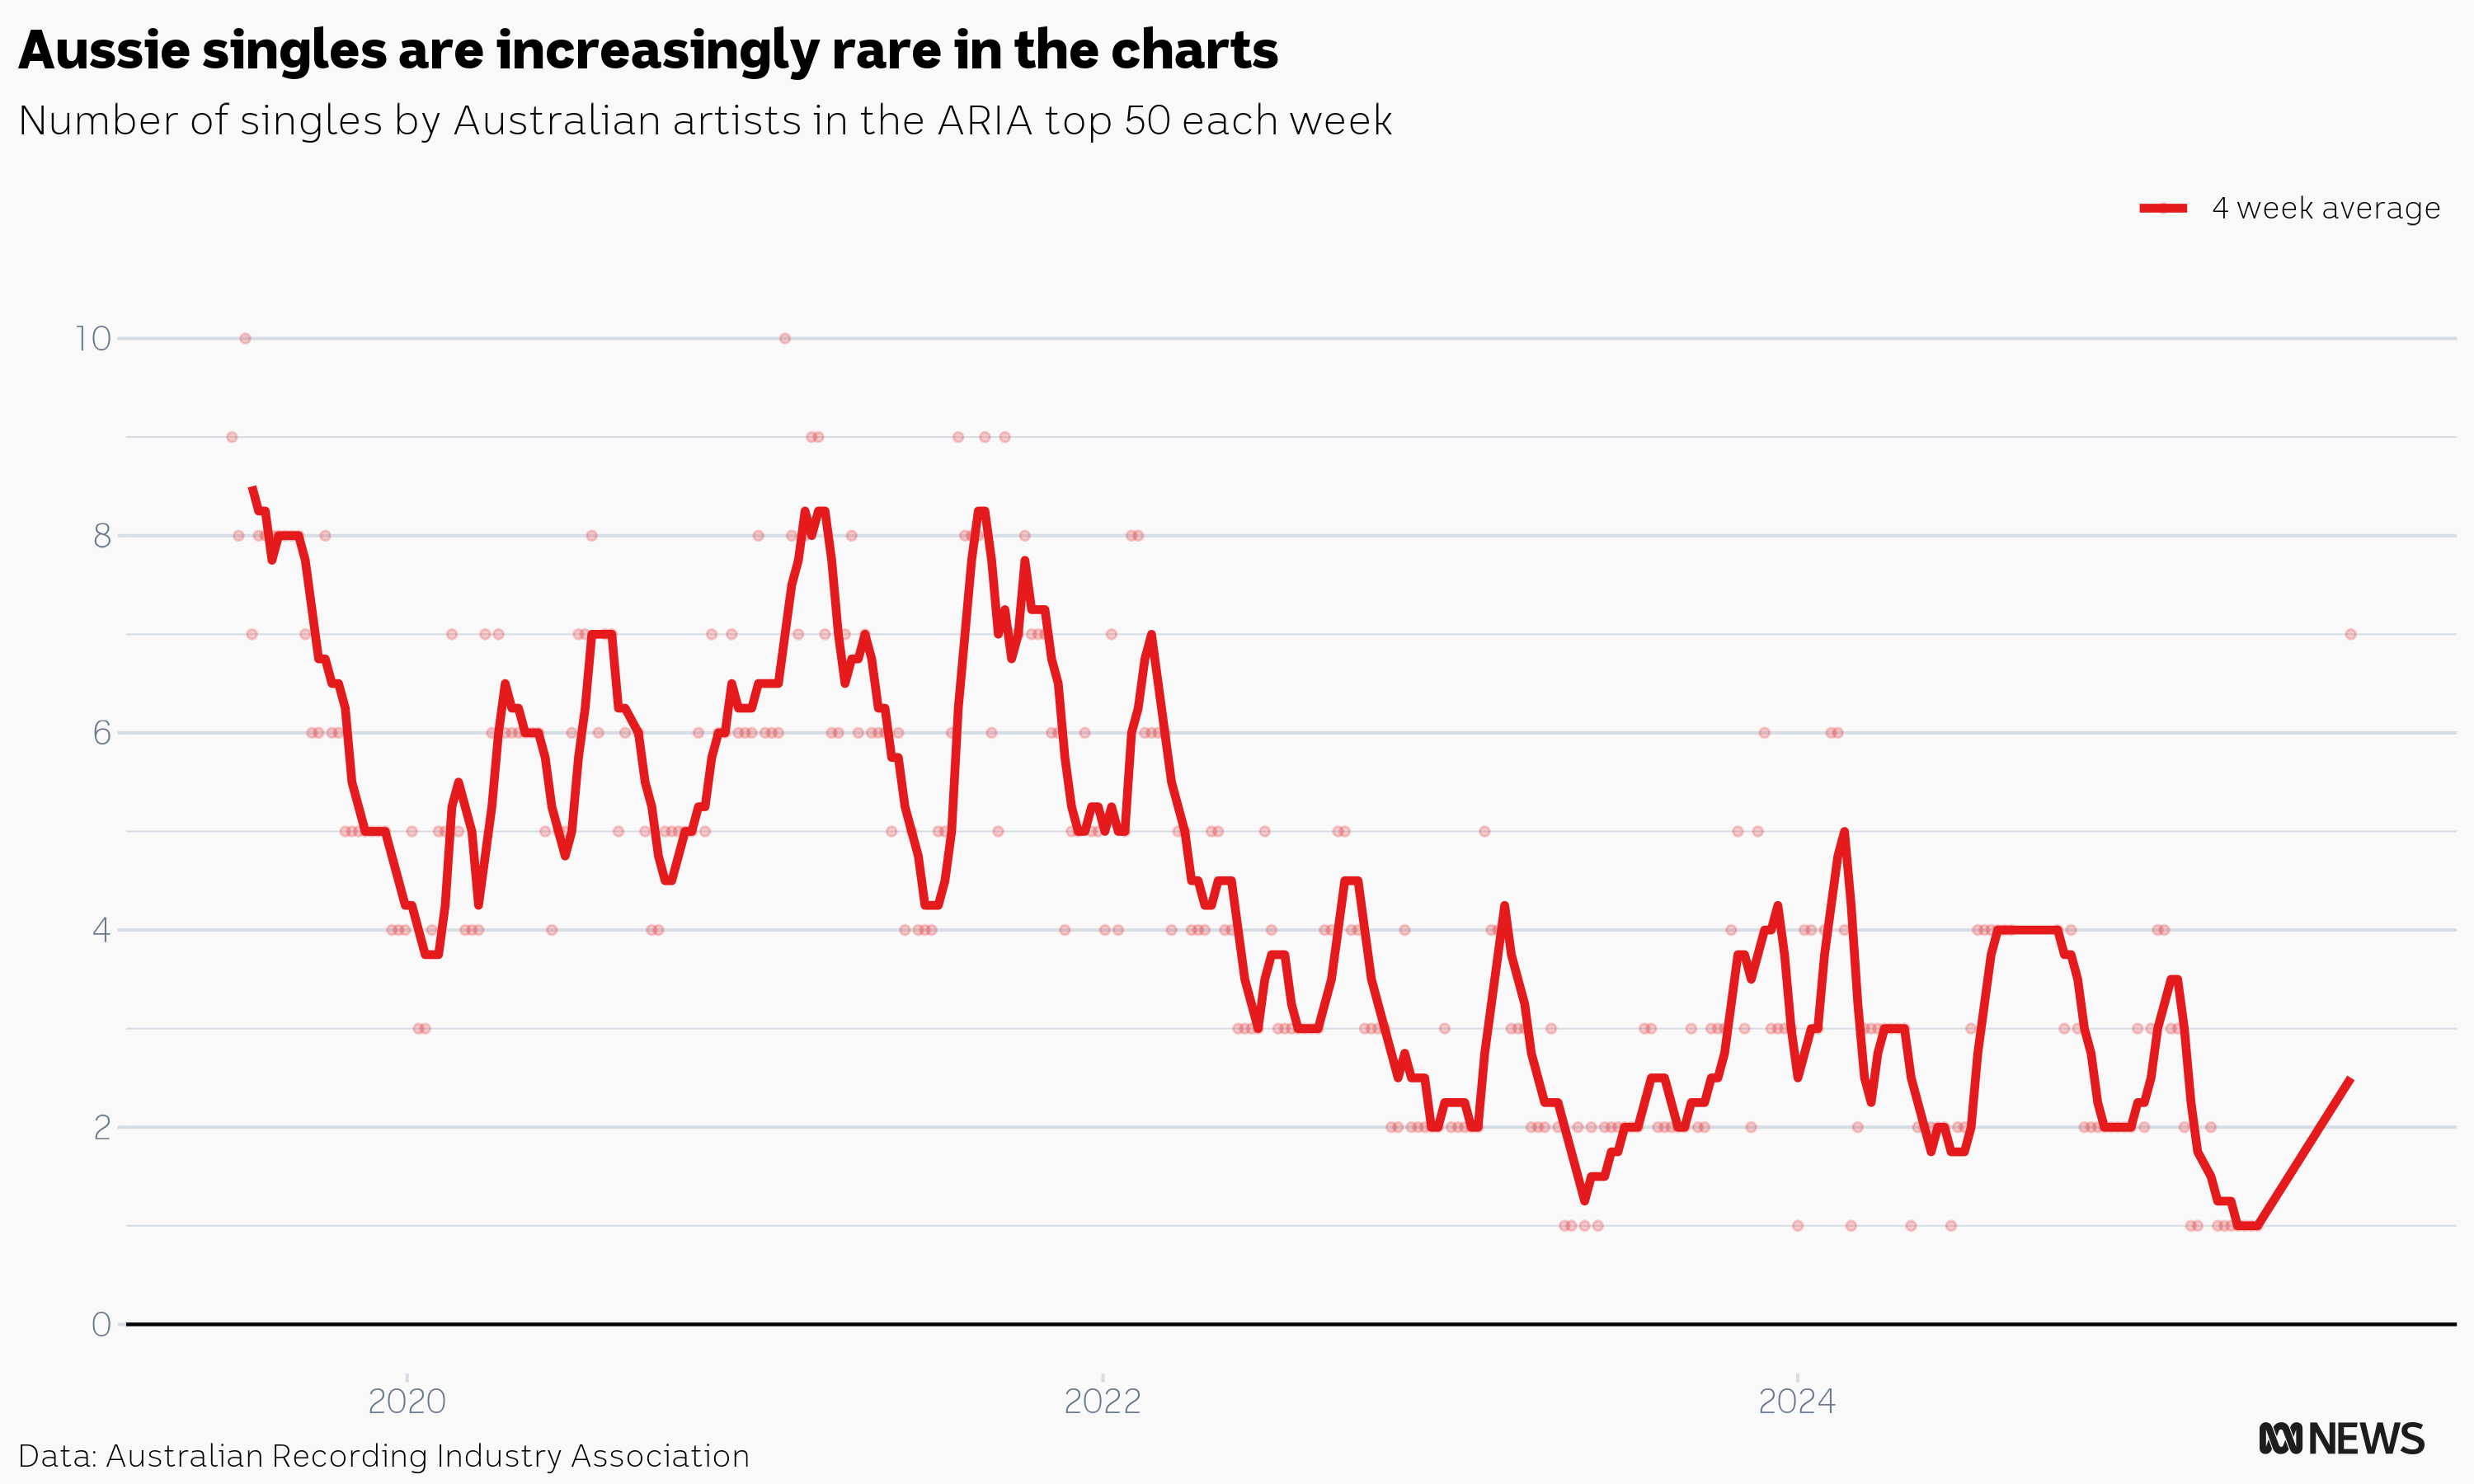 Aussie singles are increasingly rare in the charts
Number of singles by Australian artists in the ARIA top 50 each week
4 week average
10
8
6
4
2
0
2020
2022
2024
Data: Australian Recording Industry Association
NEWS